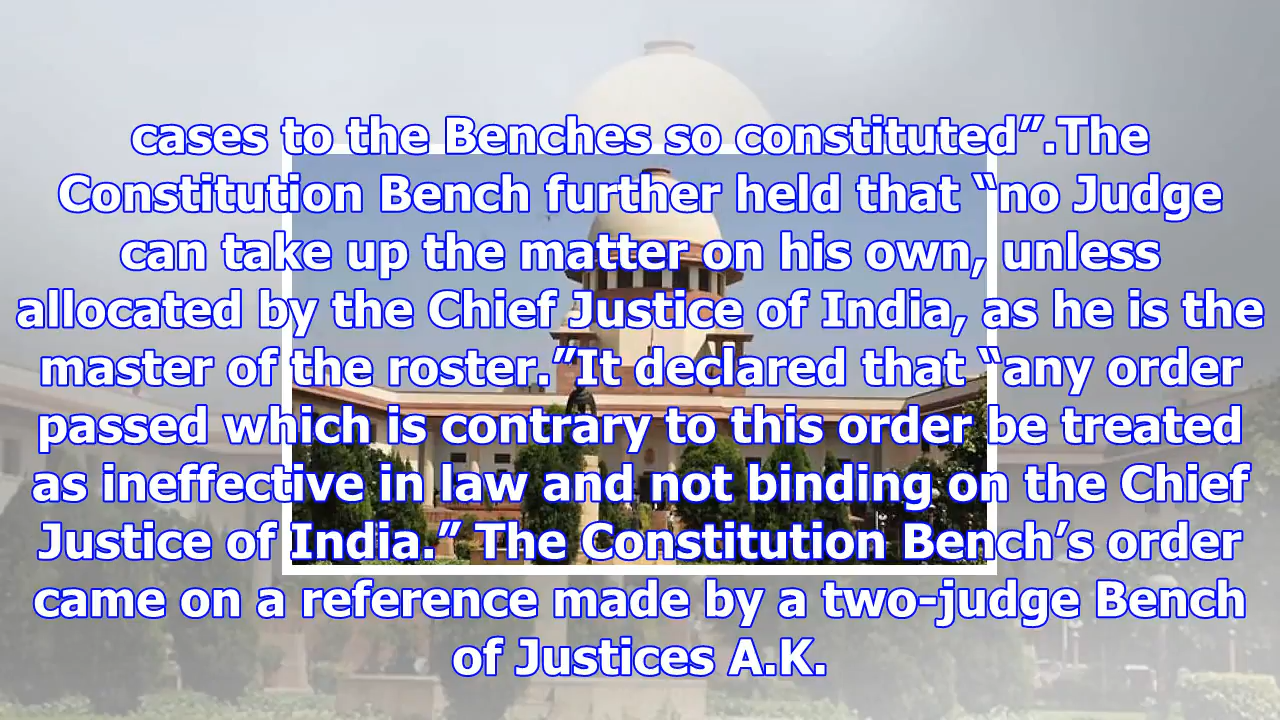 cases to the Benches so constituted”.The
Constitution Bench further held that “no Judge
can take up the matter on his own, unless
allocated by the Chief Justice of India, as he is the
master of the roster.”It declared that “any order
passed which is contrary to this order be treated
as ineffective in law and not binding on the Chief
Justice of India.” The Constitution Bench’s order
came on a reference made by a two-judge Bench
of Justices A.K.